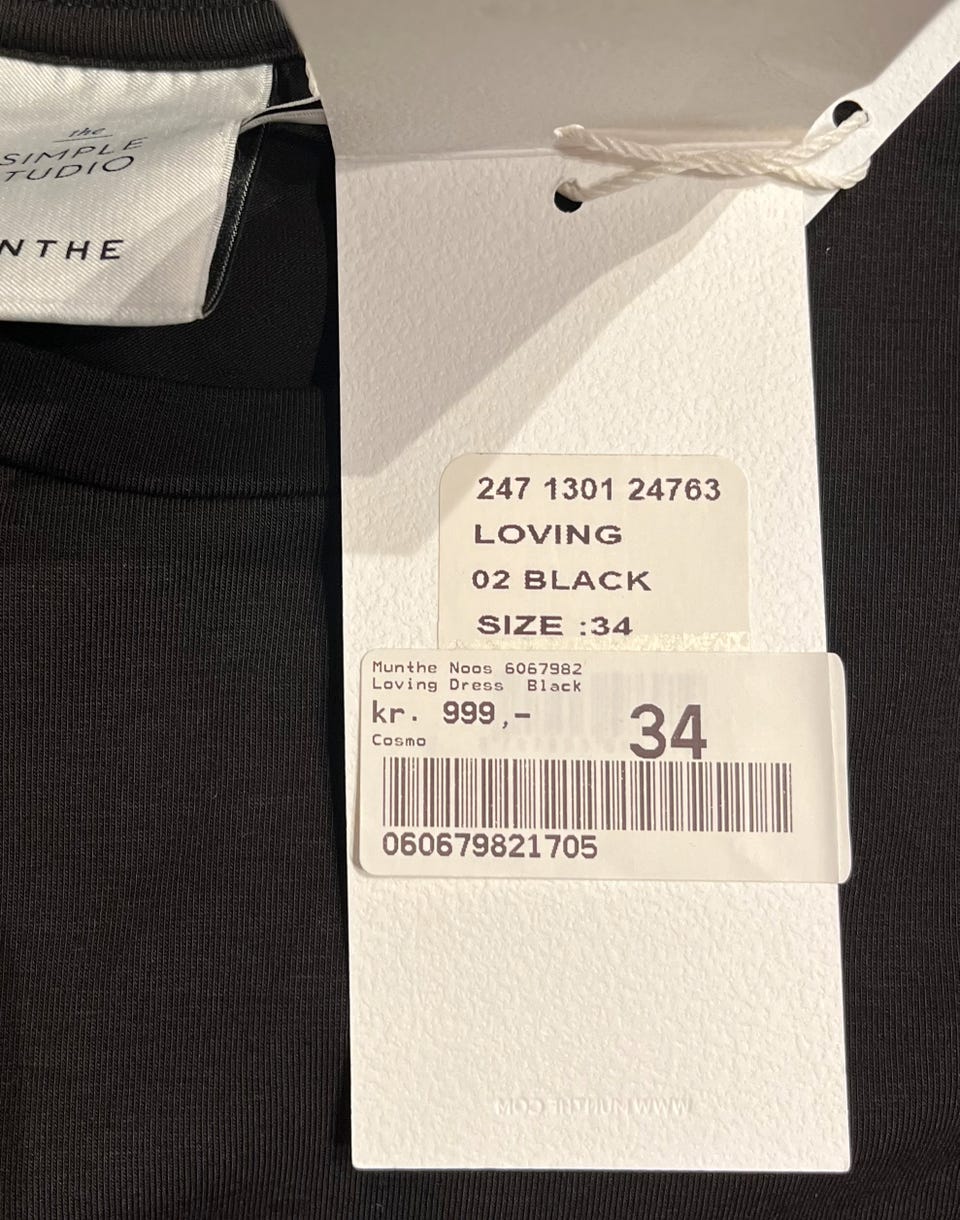 the
SIMPLE
TUDIO
NTHE
247 1301 24763
LOVING
02 BLACK
SIZE :34
Munthe Noos 6067982
Loving Dress Black
kr. 999,-
34
Cosmo
060679821705
WWW.MUNTHE.COM